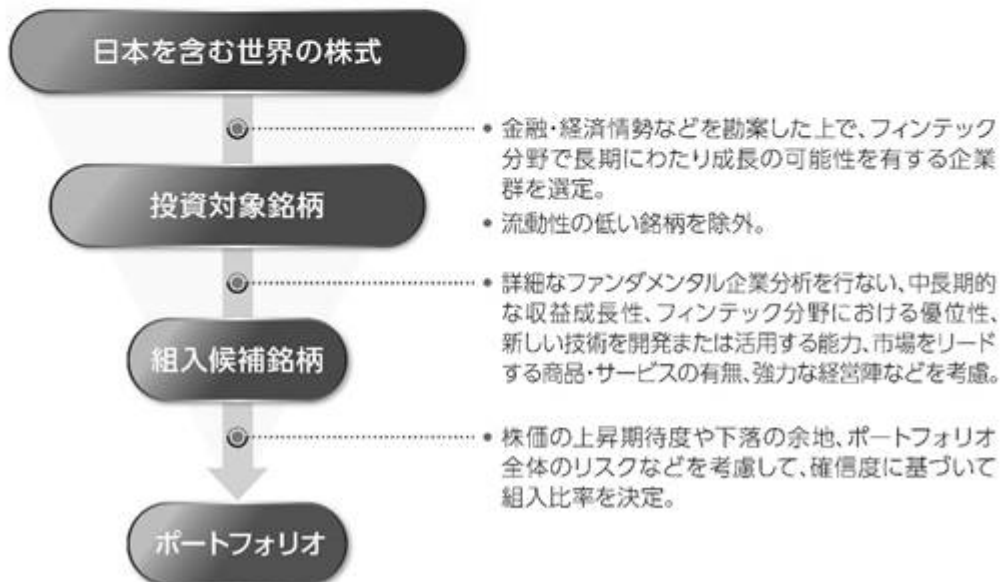 日本を含む世界の株式
• 金融・経済情勢などを勘案した上で、フィンテック
分野で長期にわたり成長の可能性を有する企業
群を選定。
• 流動性の低い銘柄を除外。
投資対象銘柄
• 詳細なファンダメンタル企業分析を行ない、中長期的
な収益成長性、フィンテック分野における優位性、
新しい技術を開発または活用する能力、市場をリード
する商品・サービスの有無、強力な経営陣などを考慮。
組入候補銘柄
• 株価の上昇期待度や下落の余地、ポートフォリオ
全体のリスクなどを考慮して、確信度に基づいて
組入比率を決定。
ポートフォリオ